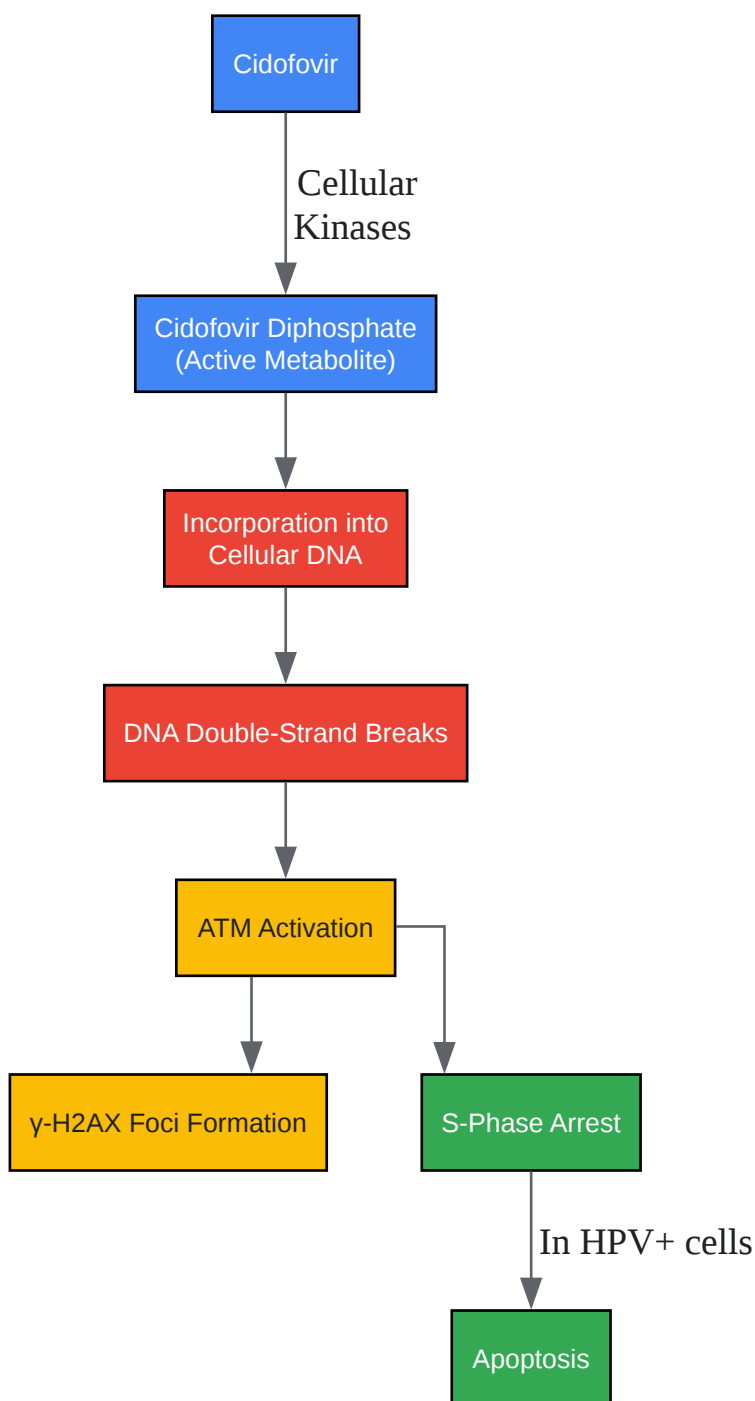 Cidofovir
Cellular
Kinases
Cidofovir Diphosphate
(Active Metabolite)
Incorporation into
Cellular DNA
DNA Double-Strand Breaks
ATM Activation
γ-H2AX Foci Formation
S-Phase Arrest
In HPV+ cells
Apoptosis